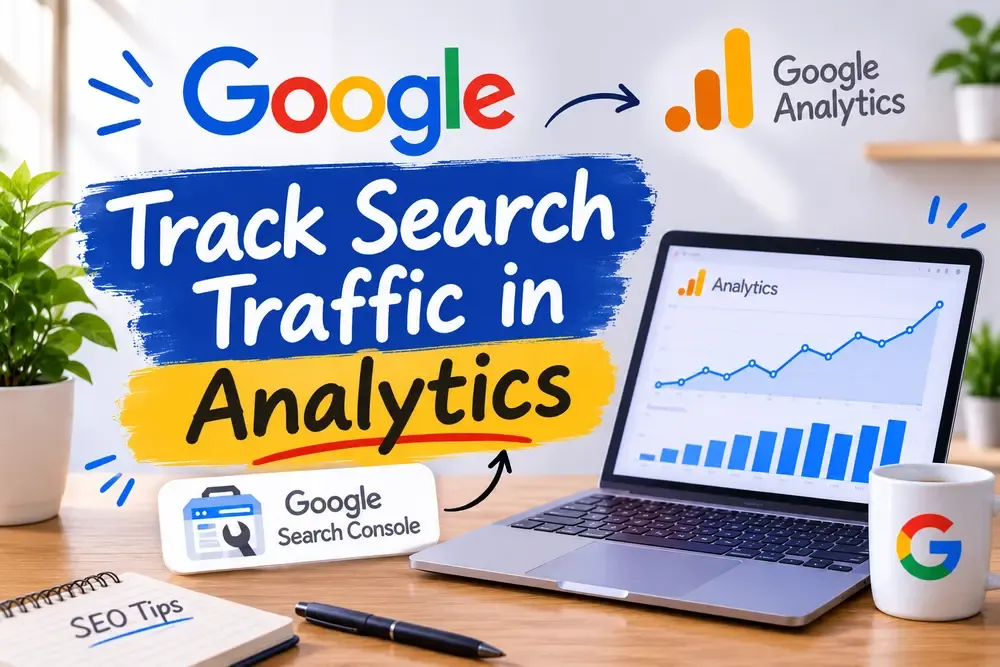 Google
Google
Analytics
Track Search
Traffic in
Analytics
Analytics
Google
Search Console
SEO Tips
G